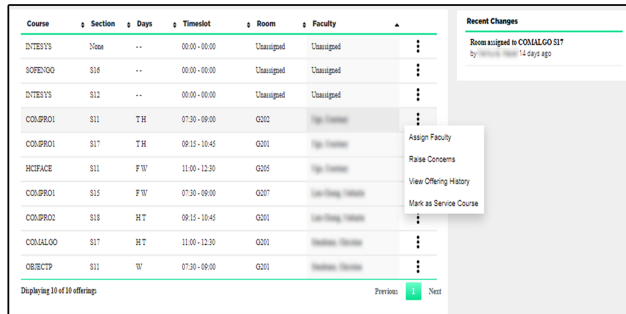 Course Section Days Timeslot Room Faculty
INTESYS None - - 00:00 - 00:00 Unassigned Unassigned
SOFENGG S16 - - 00:00 - 00:00 Unassigned Unassigned
INTESYS S12 - - 00:00 - 00:00 Unassigned Unassigned
COMPRO1 S11 T H 07:30 - 09:00 G202
COMPRO1 S17 T H 09:15 - 10:45 G201
HCIFACE S11 F W 11:00 - 12:30 G205
COMPRO1 S15 F W 07:30 - 09:00 G207
COMPRO2 S18 H T 09:15 - 10:45 G201
COMALGO S17 H T 11:00 - 12:30 G201
OBJECTP S11 W 07:30 - 09:00 G201
Displaying 10 of 10 offerings
Previous 1 Next
Assign Faculty
Raise Concerns
View Offering History
Mark as Service Course
Recent Changes
Room assigned to COMALGO S17
by 14 days ago